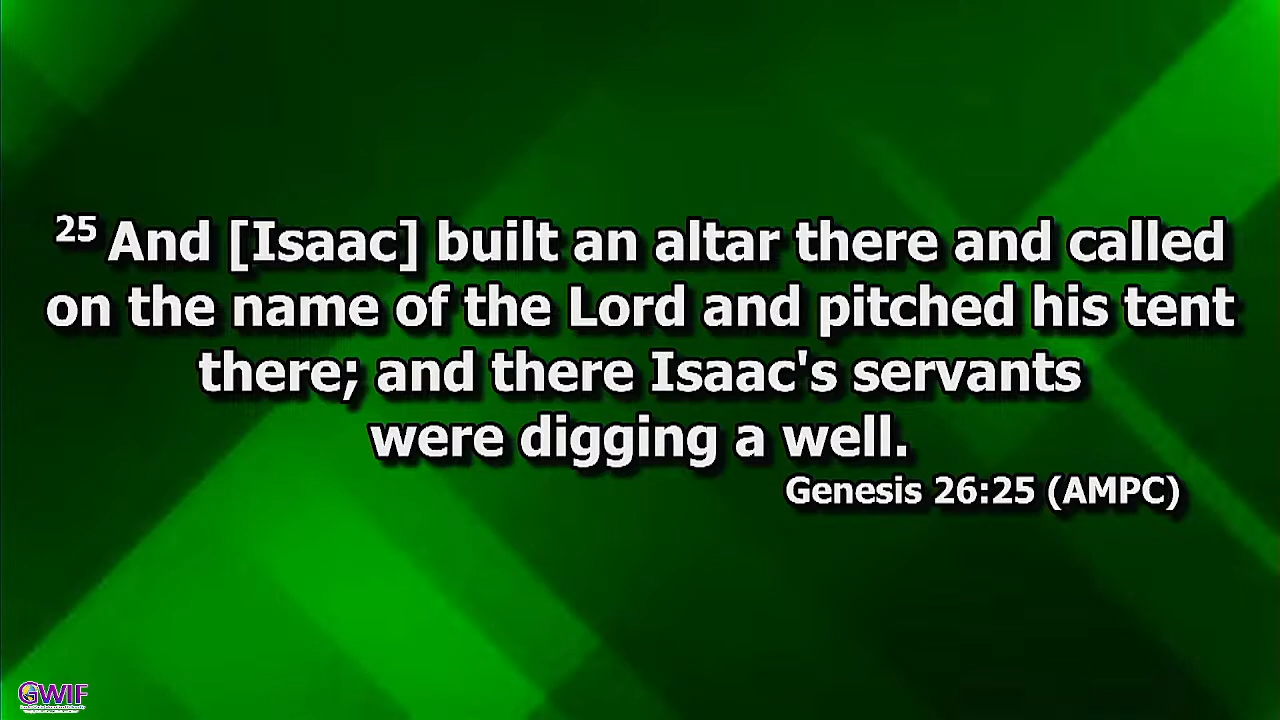 25 And [Isaac] built an altar there and called
on the name of the Lord and pitched his tent
there; and there Isaac's servants
were digging a well.
Genesis 26:25 (AMPC)
GWIF